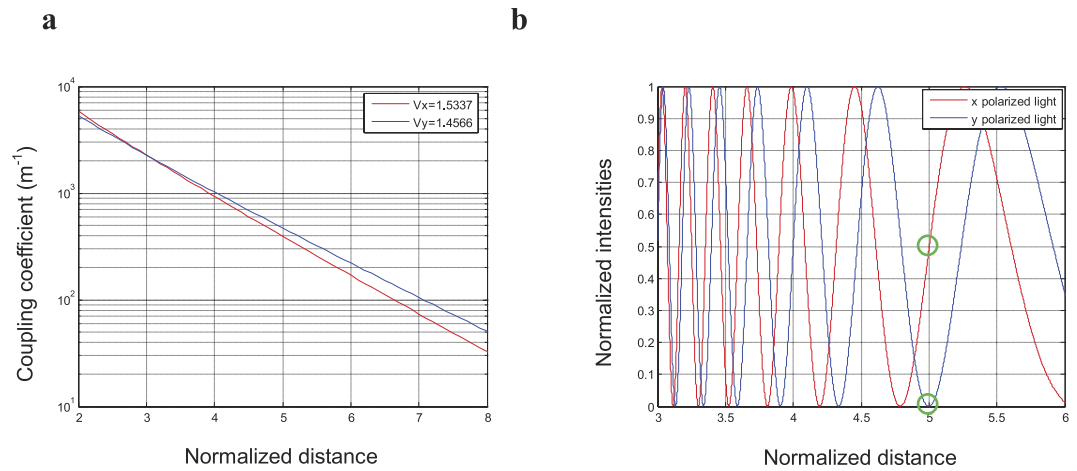 a
b
10⁴
10³
10²
10¹
2
3
4
5
6
7
8
Vx=1.5337
Vy=1.4566
Coupling coefficient (m⁻¹)
Normalized distance
1
0.9
0.8
0.7
0.6
0.5
0.4
0.3
0.2
0.1
0
3
3.5
4
4.5
5
5.5
6
x polarized light
y polarized light
Normalized intensities
Normalized distance